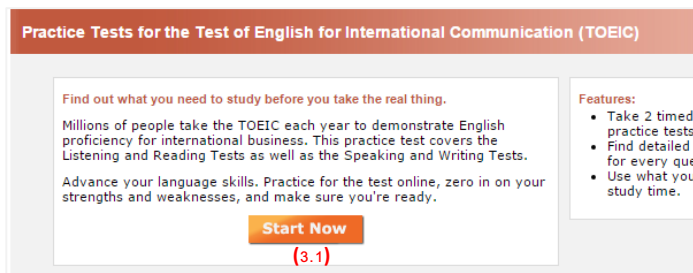 Practice Tests for the Test of English for International Communication (TOEIC)
Find out what you need to study before you take the real thing.
Millions of people take the TOEIC each year to demonstrate English
proficiency for international business. This practice test covers the
Listening and Reading Tests as well as the Speaking and Writing Tests.
Advance your language skills. Practice for the test online, zero in on your
strengths and weaknesses, and make sure you're ready.
Start Now
(3.1)
Features:
• Take 2 timed
practice tests
• Find detailed
for every
• Use what
study time.